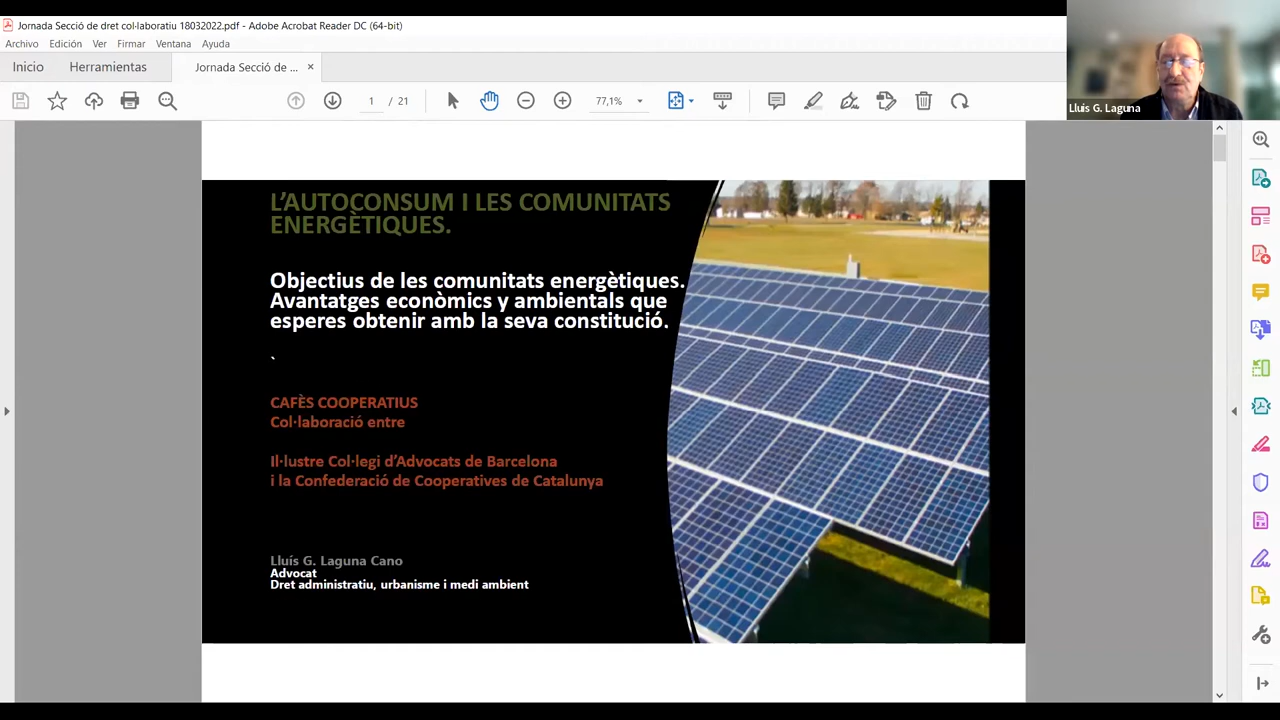 Jornada Secció de dret col·laboratiu 18032022.pdf - Adobe Acrobat Reader DC (64-bit)
Archivo Edición Ver Firmar Ventana Ayuda
Inicio Herramientas Jornada Secció de ... ×
1 / 21 77,1%
Lluís G. Laguna
L'AUTOCONSUM I LES COMUNITATS
ENERGÈTIQUES.
Objectius de les comunitats energètiques.
Avantatges econòmics y ambientals que
esperes obtenir amb la seva constitució.
`
CAFÈS COOPERATIUS
Col·laboració entre
Il·lustre Col·legi d'Advocats de Barcelona
i la Confederació de Cooperatives de Catalunya
Lluís G. Laguna Cano
Advocat
Dret administratiu, urbanisme i medi ambient